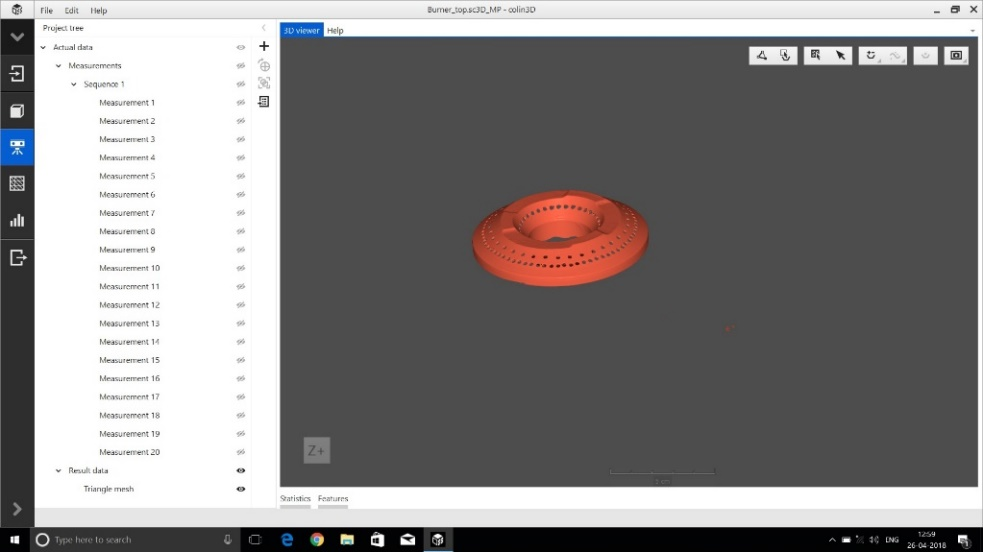 Burner_top.sc3D_MP - colin3D
File Edit Help
Project tree
3D viewer Help
Actual data
Measurements
Sequence 1
Measurement 1
Measurement 2
Measurement 3
Measurement 4
Measurement 5
Measurement 6
Measurement 7
Measurement 8
Measurement 9
Measurement 10
Measurement 11
Measurement 12
Measurement 13
Measurement 14
Measurement 15
Measurement 16
Measurement 17
Measurement 18
Measurement 19
Measurement 20
Result data
Triangle mesh
Z+
Statistics Features
Type here to search
ENG
12:59
26-04-2018